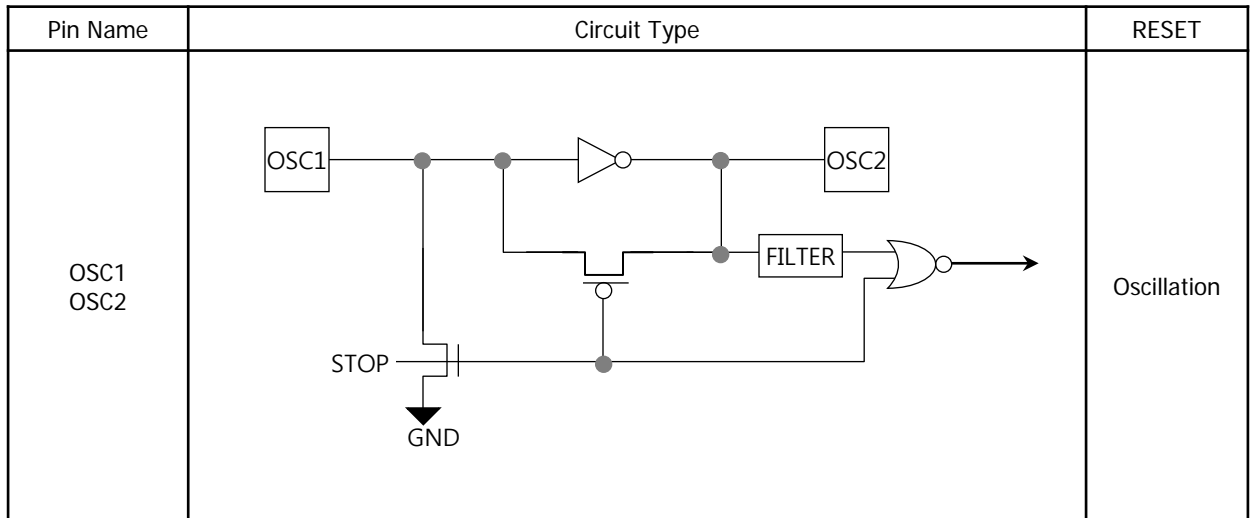 Pin Name
Circuit Type
RESET
OSC1
OSC2
OSC1
OSC2
FILTER
STOP
GND
Oscillation